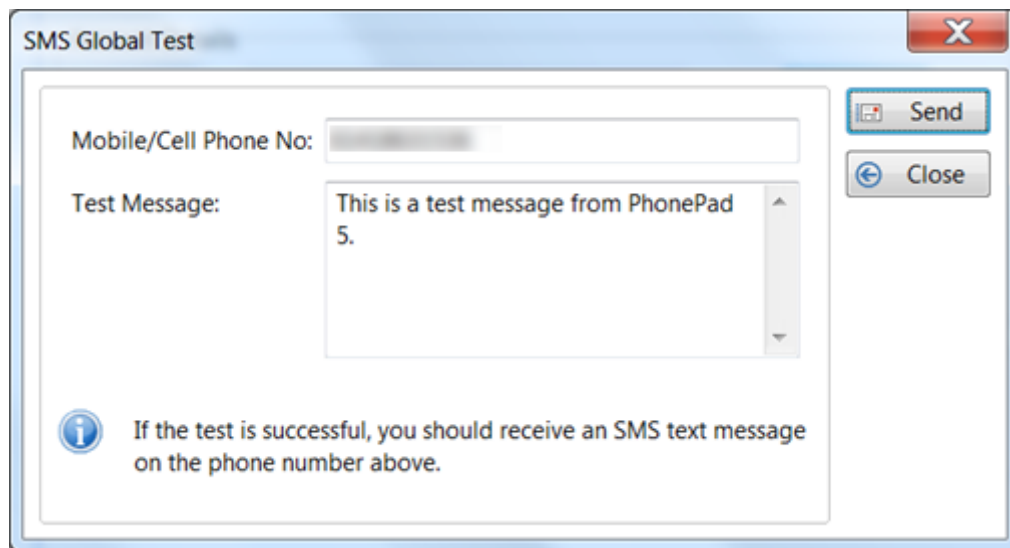 SMS Global Test
Mobile/Cell Phone No:
Send
Close
Test Message:
This is a test message from PhonePad
5.
If the test is successful, you should receive an SMS text message
on the phone number above.